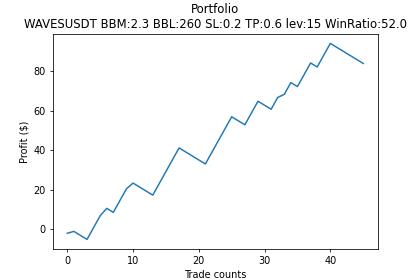 Portfolio
WAVESUSDT BBM:2.3 BBL:260 SL:0.2 TP:0.6 lev:15 WinRatio:52.0
Profit ($)
80
60
40
20
0
0
10
20
30
40
Trade counts